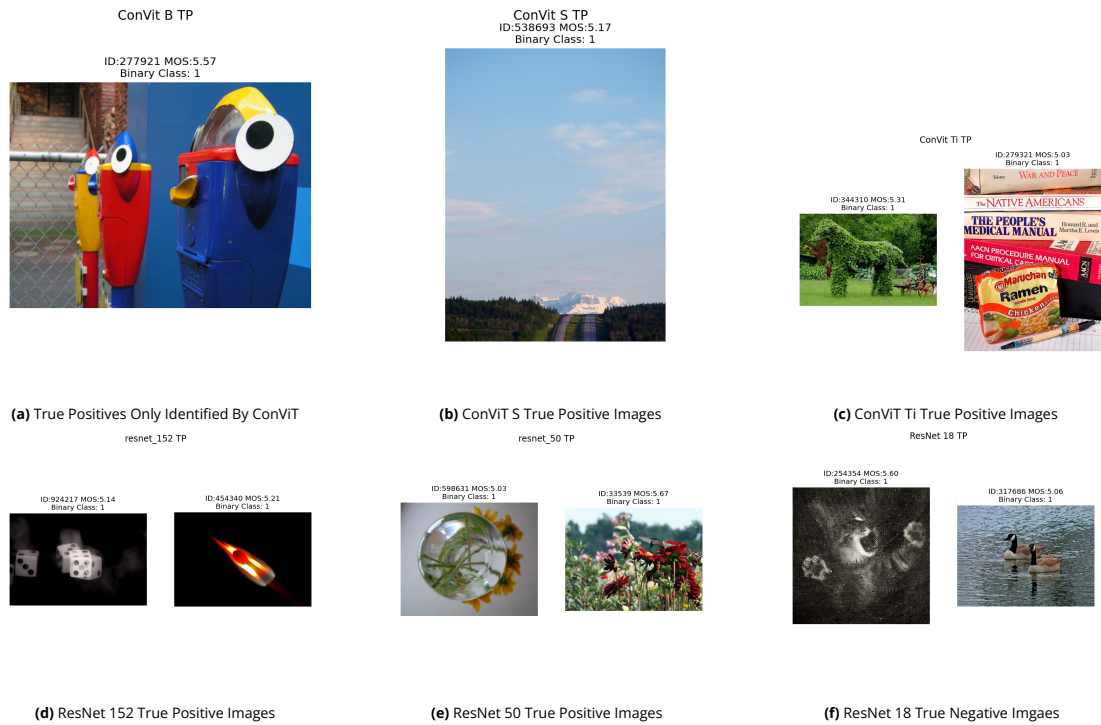 ConVit B TP
ID:277921 MOS:5.57
Binary Class: 1
ConVit S TP
ID:538693 MOS:5.17
Binary Class: 1
ConVit Ti TP
ID:344310 MOS:5.31
Binary Class: 1
ID:279321 MOS:5.03
Binary Class: 1
WAR AND PEACE
The NATIVE AMERICANS
THE PEOPLE'S
MEDICAL MANUAL
Howard R. and
Martha E. Lewis
AACN PROCEDURE MANUAL
FOR CRITICAL
AACN
Maruchan
Ramen
Chicken
(a) True Positives Only Identified By ConViT
(b) ConViT S True Positive Images
(c) ConViT Ti True Positive Images
resnet_152 TP
ID:924217 MOS:5.14
Binary Class: 1
ID:454340 MOS:5.21
Binary Class: 1
resnet_50 TP
ID:598631 MOS:5.03
Binary Class: 1
ID:33539 MOS:5.67
Binary Class: 1
ResNet 18 TP
ID:254354 MOS:5.60
Binary Class: 1
ID:317686 MOS:5.06
Binary Class: 1
(d) ResNet 152 True Positive Images
(e) ResNet 50 True Positive Images
(f) ResNet 18 True Negative Imgaes